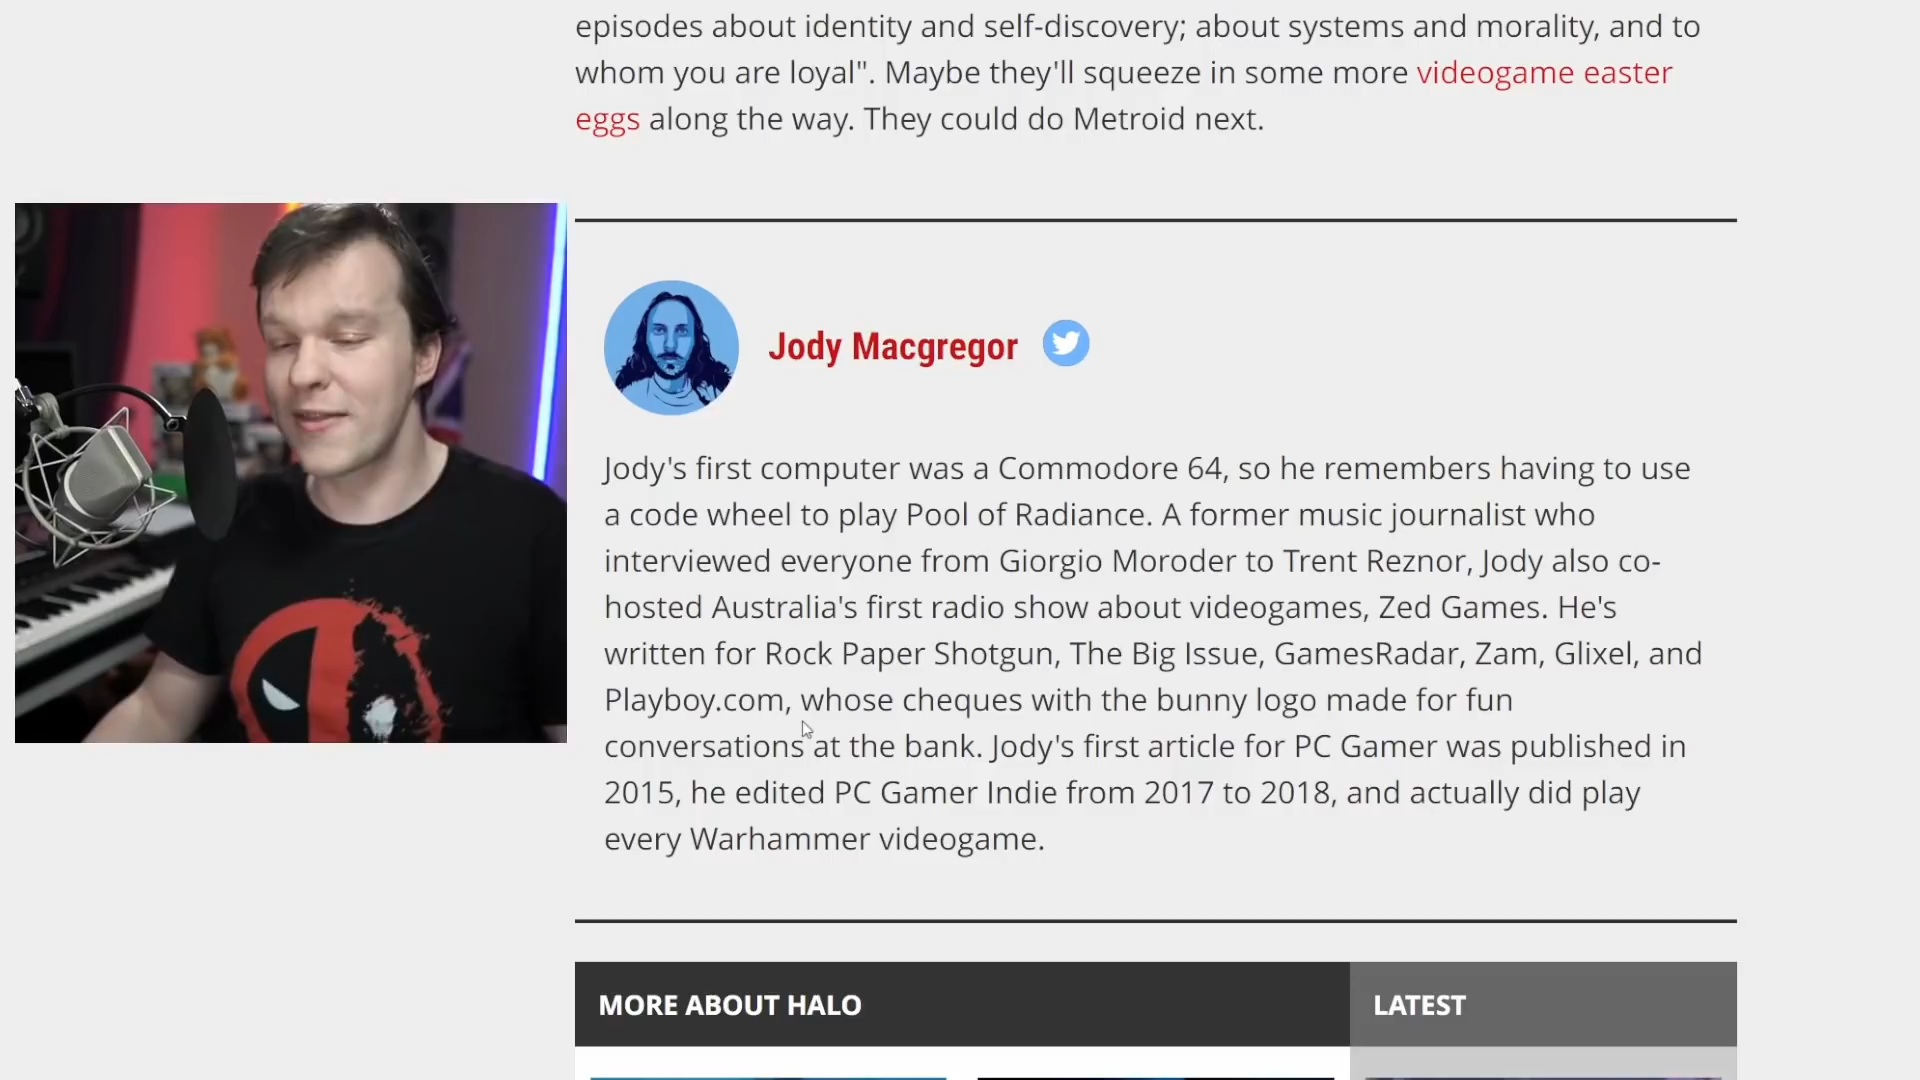 episodes about identity and self-discovery; about systems and morality, and to
whom you are loyal". Maybe they'll squeeze in some more videogame easter
eggs along the way. They could do Metroid next.
Jody Macgregor
Jody's first computer was a Commodore 64, so he remembers having to use
a code wheel to play Pool of Radiance. A former music journalist who
interviewed everyone from Giorgio Moroder to Trent Reznor, Jody also co-
hosted Australia's first radio show about videogames, Zed Games. He's
written for Rock Paper Shotgun, The Big Issue, GamesRadar, Zam, Glixel, and
Playboy.com, whose cheques with the bunny logo made for fun
conversations at the bank. Jody's first article for PC Gamer was published in
2015, he edited PC Gamer Indie from 2017 to 2018, and actually did play
every Warhammer videogame.
MORE ABOUT HALO
LATEST